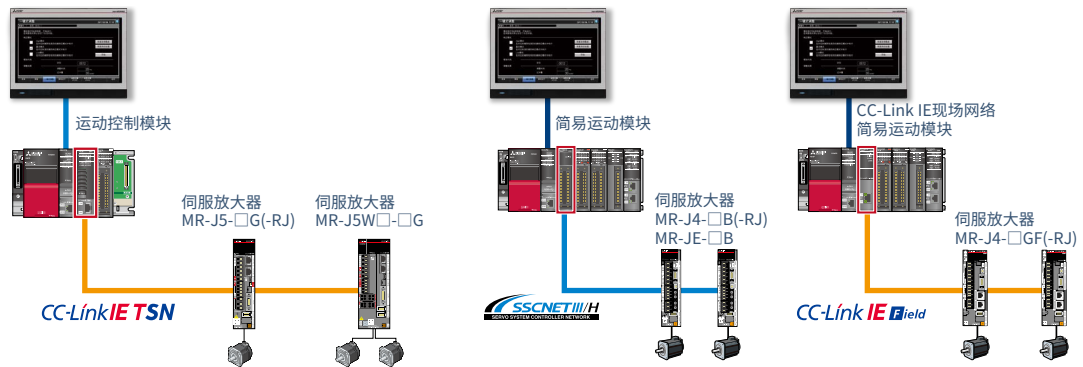 运动控制模块
伺服放大器
MR-J5-□G(-RJ)
伺服放大器
MR-J5W□-□G
CC-Link IE TSN
简易运动模块
伺服放大器
MR-J4-□B(-RJ)
MR-JE-□B
SSCNETIII/H
SERVO SYSTEM CONTROLLER NETWORK
CC-Link IE现场网络
简易运动模块
伺服放大器
MR-J4-□GF(-RJ)
CC-Link IE Field